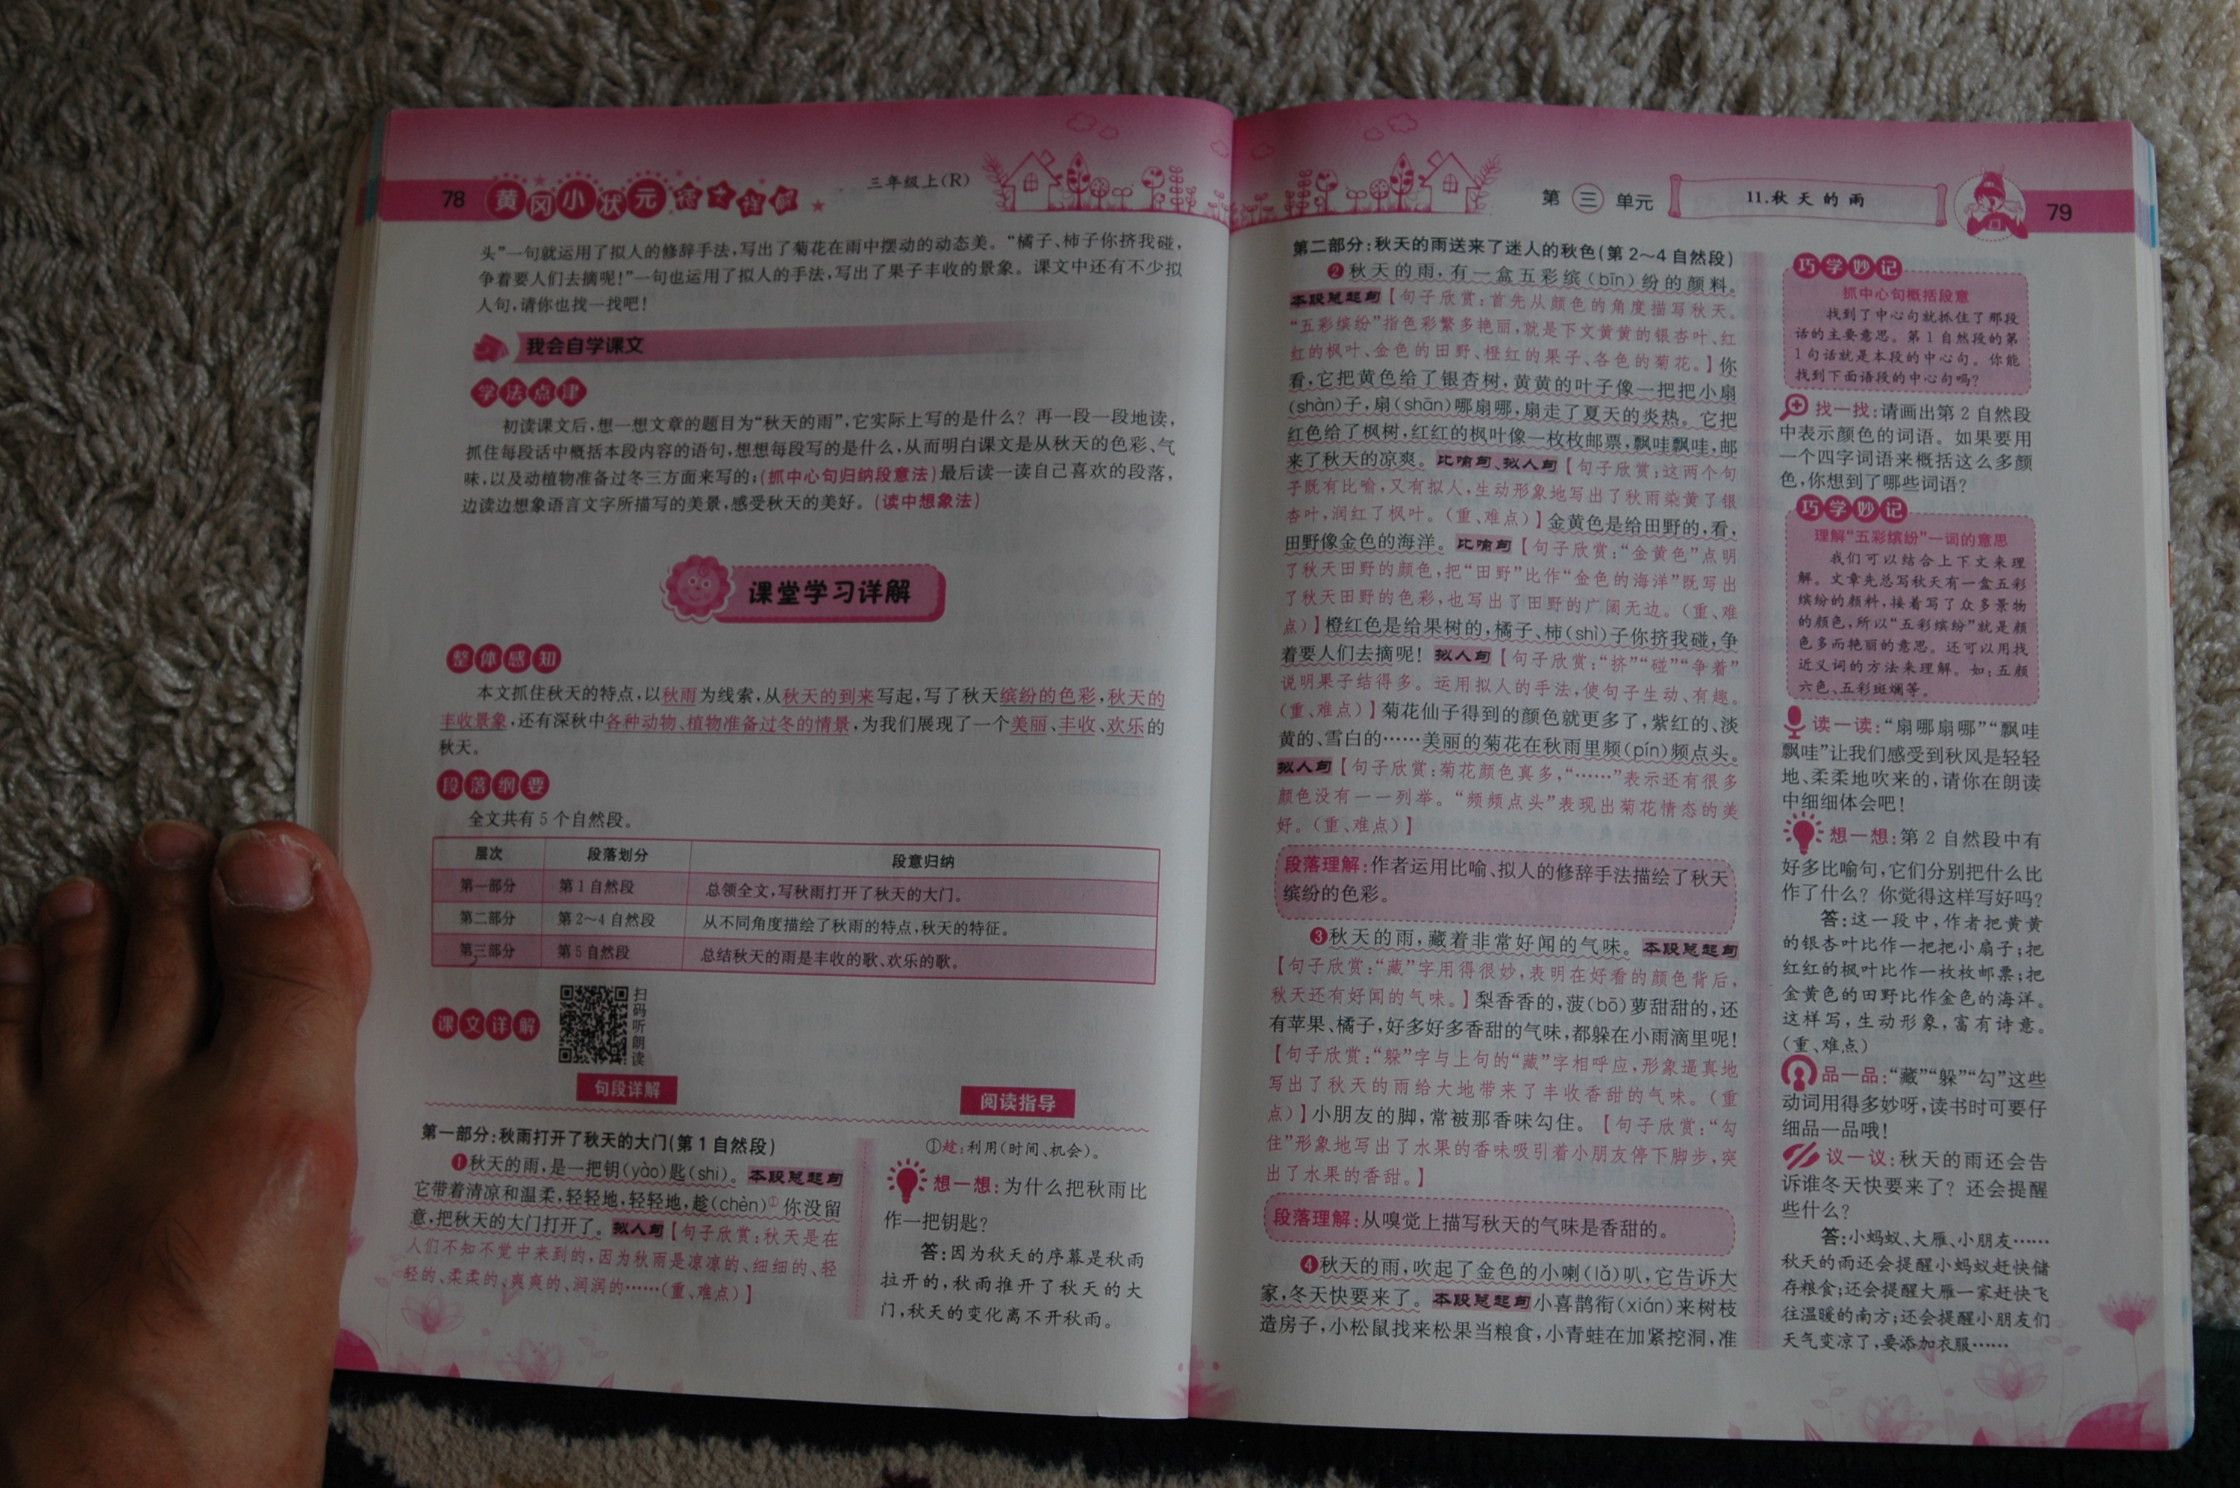 78 黄冈小状元 详解 三年级上(R)
头”一句就运用了拟人的修辞手法,写出了菊花在雨中摆动的动态美。“橘子、柿子你挤我碰,
争着要人们去摘呢!”一句也运用了拟人的手法,写出了果子丰收的景象。课文中还有不少拟
人句,请你也找一找吧!
我会自学课文
学法点津
初读课文后,想一想文章的题目为“秋天的雨”,它实际上写的是什么?再一段一段地读,
抓住每段话中概括本段内容的语句,想想每段写的是什么,从而明白课文是从秋天的色彩、气
味,以及动植物准备过冬三方面来写的;(抓中心句归纳段意法)最后读一读自己喜欢的段落,
边读边想象语言文字所描写的美景,感受秋天的美好。(读中想象法)
课堂学习详解
整体感知
本文抓住秋天的特点,以秋雨为线索,从秋天的到来写起,写了秋天缤纷的色彩,秋天的
丰收景象,还有深秋中各种动物、植物准备过冬的情景,为我们展现了一个美丽、丰收、欢乐的
秋天。
段落纲要
全文共有5个自然段。
层次 段落划分 段意归纳
第一部分 第1自然段 总领全文,写秋雨打开了秋天的大门。
第二部分 第2~4自然段 从不同角度描绘了秋雨的特点,秋天的特征。
第三部分 第5自然段 总结秋天的雨是丰收的歌、欢乐的歌。
课文详解
扫
码
听
朗
读
句段详解
第一部分:秋雨打开了秋天的大门(第1自然段)
❶秋天的雨,是一把钥(yào)匙(shi)。本段总起句
它带着清凉和温柔,轻轻地,轻轻地,趁(chèn)①你没留
意,把秋天的大门打开了。拟人句【句子欣赏:秋天是在
人们不知不觉中来到的,因为秋雨是凉凉的、细细的、轻
轻的、柔柔的、爽爽的、润润的……(重、难点)】
阅读指导
①趁:利用(时间、机会)。
想一想:为什么把秋雨比
作一把钥匙?
答:因为秋天的序幕是秋雨
拉开的,秋雨推开了秋天的大
门,秋天的变化离不开秋雨。
第三单元 11.秋天的雨 79
第二部分:秋天的雨送来了迷人的秋色(第2~4自然段)
❷秋天的雨,有一盒五彩缤(bīn)纷的颜料。
本段总起句【句子欣赏:首先从颜色的角度描写秋天。
“五彩缤纷”指色彩繁多艳丽,就是下文黄黄的银杏叶、红
红的枫叶、金色的田野、橙红的果子、各色的菊花。】你
看,它把黄色给了银杏树,黄黄的叶子像一把把小扇
(shàn)子,扇(shān)哪扇哪,扇走了夏天的炎热。它把
红色给了枫树,红红的枫叶像一枚枚邮票,飘哇飘哇,邮
来了秋天的凉爽。比喻句、拟人句【句子欣赏:这两个句
子既有比喻,又有拟人,生动形象地写出了秋雨染黄了银
杏叶,润红了枫叶。(重、难点)】金黄色是给田野的,看,
田野像金色的海洋。比喻句【句子欣赏:“金黄色”点明
了秋天田野的颜色,把“田野”比作“金色的海洋”既写出
了秋天田野的色彩,也写出了田野的广阔无边。(重、难
点)】橙红色是给果树的,橘子、柿(shì)子你挤我碰,争
着要人们去摘呢!拟人句【句子欣赏:“挤”“碰”“争着”
说明果子结得多。运用拟人的手法,使句子生动、有趣。
(重、难点)】菊花仙子得到的颜色就更多了,紫红的、淡
黄的、雪白的……美丽的菊花在秋雨里频(pín)频点头。
拟人句【句子欣赏:菊花颜色真多,“……”表示还有很多
颜色没有一一列举。“频频点头”表现出菊花情态的美
好。(重、难点)】
段落理解:作者运用比喻、拟人的修辞手法描绘了秋天
缤纷的色彩。
❸秋天的雨,藏着非常好闻的气味。本段总起句
【句子欣赏:“藏”字用得很妙,表明在好看的颜色背后,
秋天还有好闻的气味。】梨香香的,菠(bō)萝甜甜的,还
有苹果、橘子,好多好多香甜的气味,都躲在小雨滴里呢!
【句子欣赏:“躲”字与上句的“藏”字相呼应,形象逼真地
写出了秋天的雨给大地带来了丰收香甜的气味。(重
点)】小朋友的脚,常被那香味勾住。【句子欣赏:“勾
住”形象地写出了水果的香味吸引着小朋友停下脚步,突
出了水果的香甜。】
段落理解:从嗅觉上描写秋天的气味是香甜的。
❹秋天的雨,吹起了金色的小喇(lǎ)叭,它告诉大
家,冬天快要来了。本段总起句小喜鹊衔(xián)来树枝
造房子,小松鼠找来松果当粮食,小青蛙在加紧挖洞,准
巧学妙记
抓中心句概括段意
找到了中心句就抓住了那段
话的主要意思。第1自然段的第
1句话就是本段的中心句。你能
找到下面语段的中心句吗?
找一找:请画出第2自然段
中表示颜色的词语。如果要用
一个四字词语来概括这么多颜
色,你想到了哪些词语?
巧学妙记
理解“五彩缤纷”一词的意思
我们可以结合上下文来理
解。文章先总写秋天有一盒五彩
缤纷的颜料,接着写了众多景物
的颜色,所以“五彩缤纷”就是颜
色多而艳丽的意思。还可以用找
近义词的方法来理解。如:五颜
六色、五彩斑斓等。
读一读:“扇哪扇哪”“飘哇
飘哇”让我们感受到秋风是轻轻
地、柔柔地吹来的,请你在朗读
中细细体会吧!
想一想:第2自然段中有
好多比喻句,它们分别把什么比
作了什么?你觉得这样写好吗?
答:这一段中,作者把黄黄
的银杏叶比作一把把小扇子;把
红红的枫叶比作一枚枚邮票;把
金黄色的田野比作金色的海洋。
这样写,生动形象,富有诗意。
(重、难点)
品一品:“藏”“躲”“勾”这些
动词用得多妙呀,读书时可要仔
细品一品哦!
议一议:秋天的雨还会告
诉谁冬天快要来了?还会提醒
些什么?
答:小蚂蚁、大雁、小朋友……
秋天的雨还会提醒小蚂蚁赶快储
存粮食;还会提醒大雁一家赶快飞
往温暖的南方;还会提醒小朋友们
天气变凉了,要添加衣服……